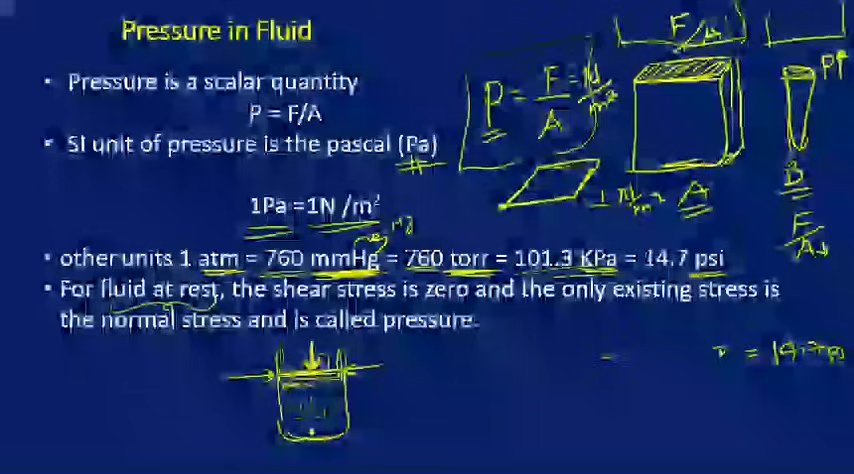 Pressure in Fluid
• Pressure is a scalar quantity
P = F/A
• SI unit of pressure is the pascal (Pa)
1Pa = 1N /m²
• other units 1 atm = 760 mmHg = 760 torr = 101.3 KPa = 14.7 psi
• For fluid at rest, the shear stress is zero and the only existing stress is
the normal stress and is called pressure.
P = F/A = N/m²
F/A
P↑
A
B
F/A↓
Hg